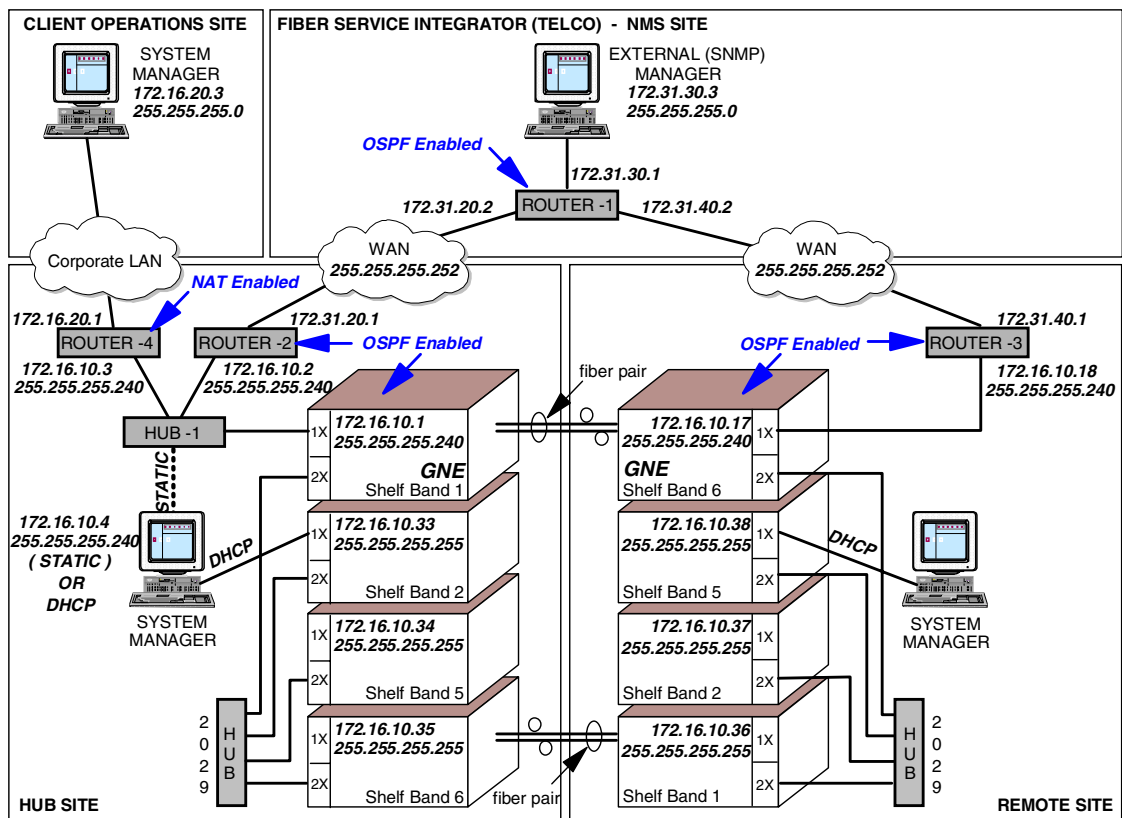 CLIENT OPERATIONS SITE
SYSTEM
MANAGER
172.16.20.3
255.255.255.0
FIBER SERVICE INTEGRATOR (TELCO) - NMS SITE
EXTERNAL (SNMP)
MANAGER
172.31.30.3
255.255.255.0
OSPF Enabled
172.31.30.1
172.31.20.2
ROUTER -1
172.31.40.2
Corporate LAN
WAN
255.255.255.252
WAN
255.255.255.252
NAT Enabled
172.16.20.1
172.31.20.1
172.31.40.1
ROUTER -4
ROUTER -2
OSPF Enabled
OSPF Enabled
ROUTER -3
172.16.10.3
255.255.255.240
172.16.10.2
255.255.255.240
172.16.10.18
255.255.255.240
fiber pair
HUB -1
1X
172.16.10.1
255.255.255.240
GNE
2X
Shelf Band 1
172.16.10.17
255.255.255.240
1X
GNE
Shelf Band 6
2X
STATIC
172.16.10.4
255.255.255.240
( STATIC )
OR
DHCP
DHCP
SYSTEM
MANAGER
1X
172.16.10.33
255.255.255.255
2X
Shelf Band 2
172.16.10.38
255.255.255.255
1X
Shelf Band 5
2X
DHCP
SYSTEM
MANAGER
1X
172.16.10.34
255.255.255.255
2X
Shelf Band 5
172.16.10.37
255.255.255.255
1X
Shelf Band 2
2X
1X
172.16.10.35
255.255.255.255
2X
Shelf Band 6
172.16.10.36
255.255.255.255
1X
Shelf Band 1
2X
fiber pair
2029
HUB
HUB
2029
HUB SITE
REMOTE SITE